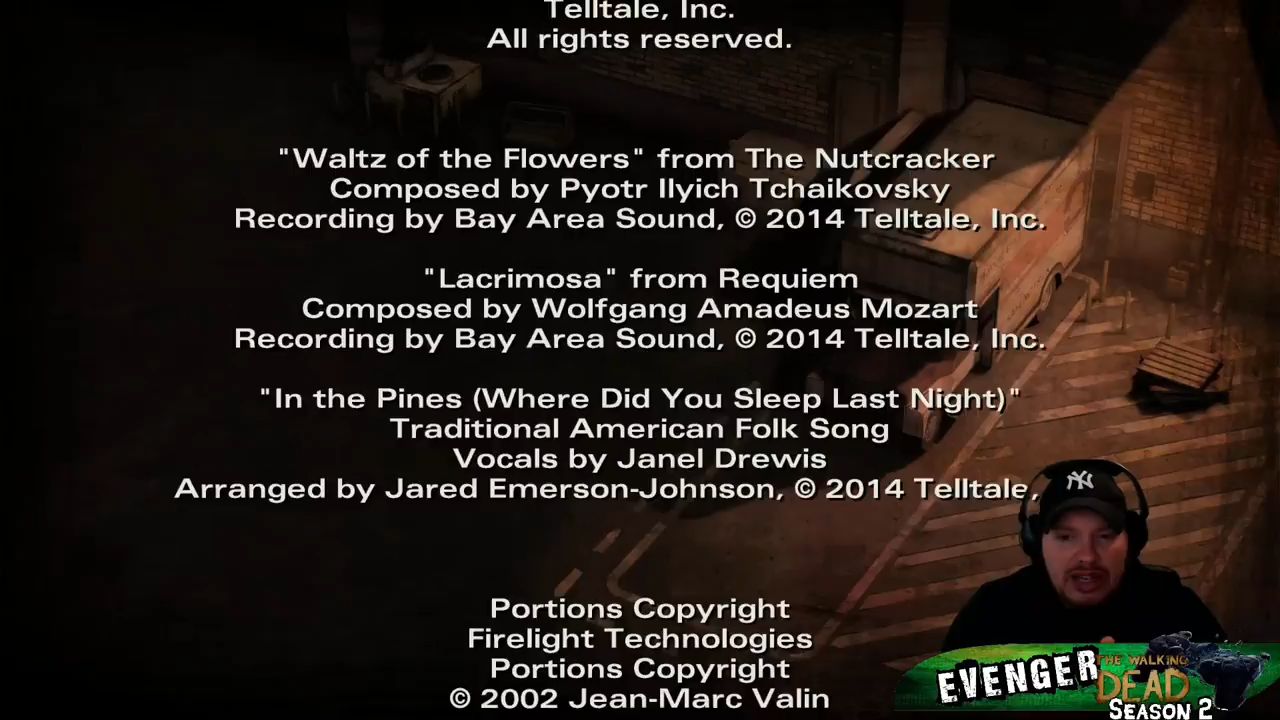 Telltale, Inc.
All rights reserved.
"Waltz of the Flowers" from The Nutcracker
Composed by Pyotr Ilyich Tchaikovsky
Recording by Bay Area Sound, © 2014 Telltale, Inc.
"Lacrimosa" from Requiem
Composed by Wolfgang Amadeus Mozart
Recording by Bay Area Sound, © 2014 Telltale, Inc.
"In the Pines (Where Did You Sleep Last Night)"
Traditional American Folk Song
Vocals by Janel Drewis
Arranged by Jared Emerson-Johnson, © 2014 Telltale,
Portions Copyright
Firelight Technologies
Portions Copyright
© 2002 Jean-Marc Valin
NY
EVENGER
THE WALKING
DEAD
SEASON 2